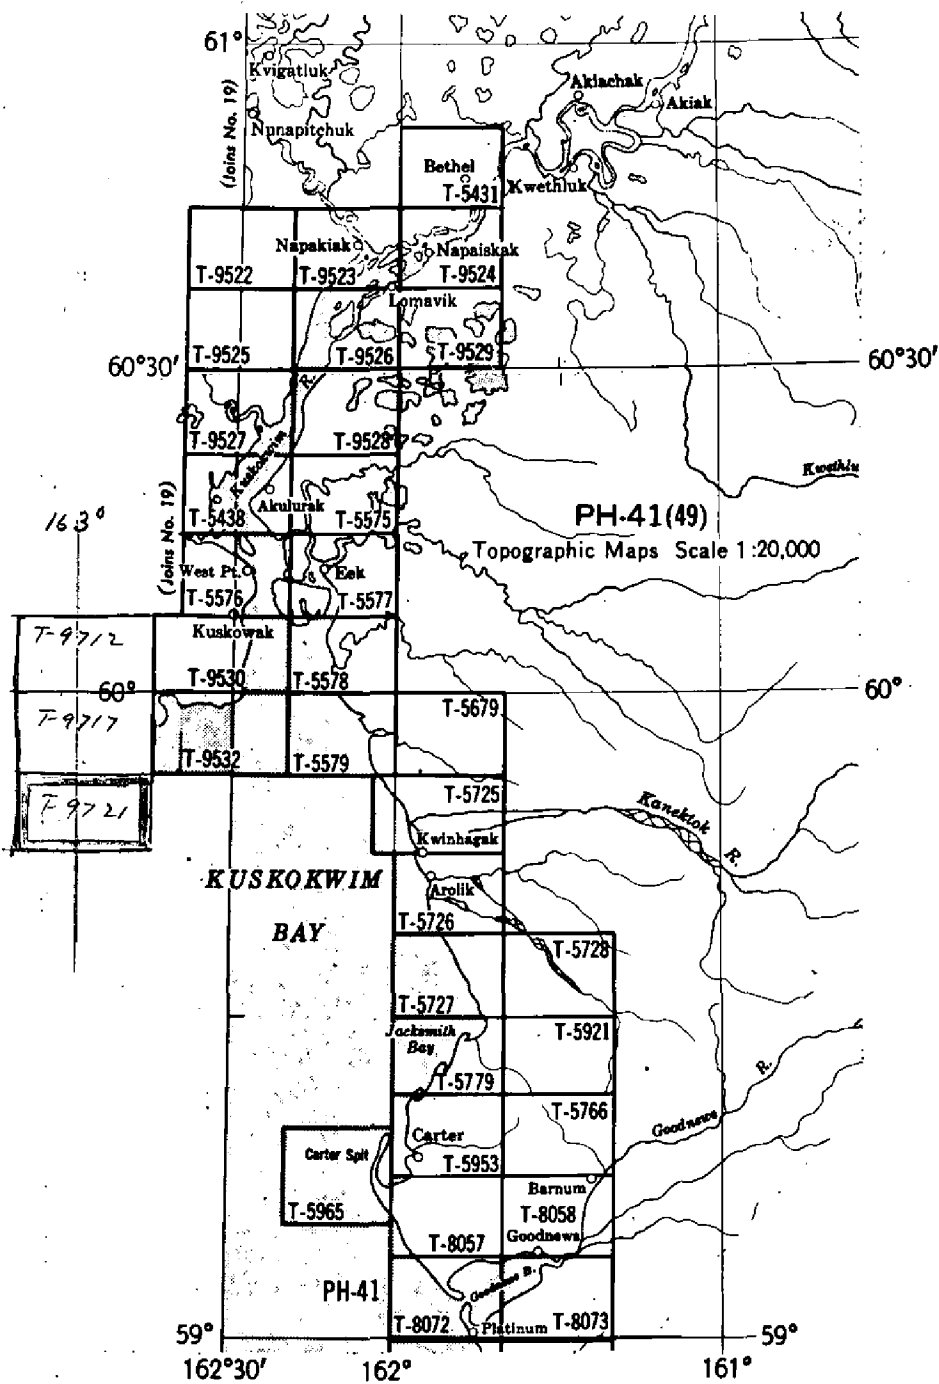 61°
Kvigatluk
Akiachak
Akiak
(Joins No. 19)
Nunapitchuk
Bethel
T-5431
Kwethluk
Napakiak
Napaiskak
T-9522
T-9523
T-9524
Lomavik
T-9525
T-9526
T-9529
60°30'
60°30'
R.
T-9527
T-9528
Kuskokwim
Kwethlu
163°
(Joins No. 19)
Akulurak
T-5438
T-5575
PH-41(49)
Topographic Maps Scale 1:20,000
West Pt.
Eek
T-5576
T-5577
Kuskowak
T-9712
T-9530
T-5578
60°
60°
T-9717
T-5679
T-9532
T-5579
T-9721
T-5725
Kanektok
R.
Kwinhagak
KUSKOKWIM
BAY
Arolik
T-5726
T-5728
T-5727
Jacksmith
Bay
T-5921
T-5779
R.
T-5766
Goodnews
Carter
Carter Spit
T-5953
Barnum
T-5965
T-8058
T-8057
Goodnews
Goodnews B.
PH-41
T-8072
Platinum
T-8073
59°
59°
162°30'
162°
161°